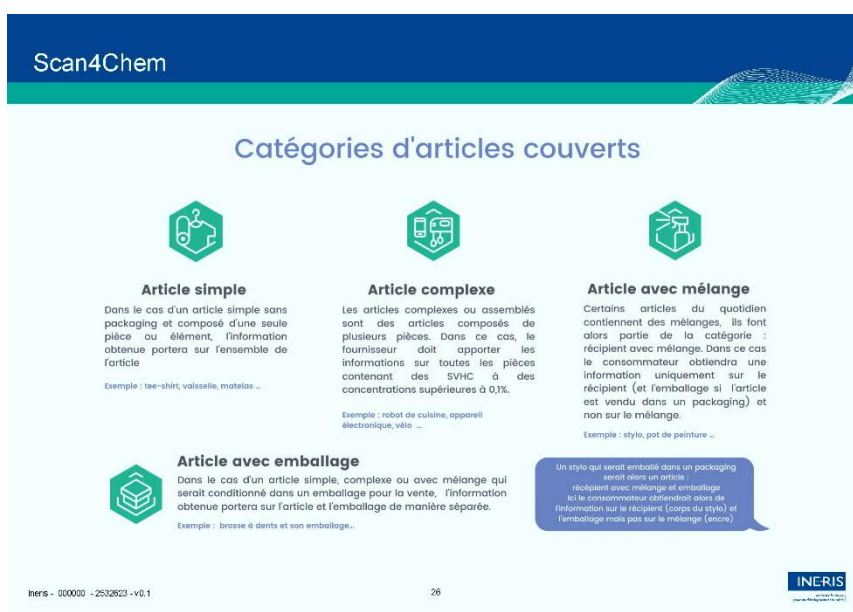 Scan4Chem
Catégories d'articles couverts
Article simple
Dans le cas d'un article simple sans
packaging et composé d'une seule
pièce ou élément, l'information
obtenue portera sur l'ensemble de
l'article
Exemple : tee-shirt, vaisselle, matelas ...
Article complexe
Les articles complexes ou assemblés
sont des articles composés de
plusieurs pièces. Dans ce cas, le
fournisseur doit apporter les
informations sur toutes les pièces
contenant des SVHC à des
concentrations supérieures à 0,1%.
Exemple : robot de cuisine, appareil
électronique, vélo ...
Article avec mélange
Certains articles du quotidien
contiennent des mélanges, ils font
alors partie de la catégorie :
récipient avec mélange. Dans ce cas
le consommateur obtiendra une
information uniquement sur le
récipient (et l'emballage si l'article
est vendu dans un packaging) et
non sur le mélange.
Exemple : stylo, pot de peinture ...
Article avec emballage
Dans le cas d'un article simple, complexe ou avec mélange qui
serait conditionné dans un emballage pour la vente, l'information
obtenue portera sur l'article et l'emballage de manière séparée.
Exemple : brosse à dents et son emballage...
Un stylo qui serait emballé dans un packaging
serait alors un article :
récépient avec mélange et emballage
Ici le consommateur obtiendrait alors de
l'information sur le récipient (corps du stylo) et
l'emballage mais pas sur le mélange (encre)
Ineris - 000000 - 2532623 - v0.1
26
INERIS